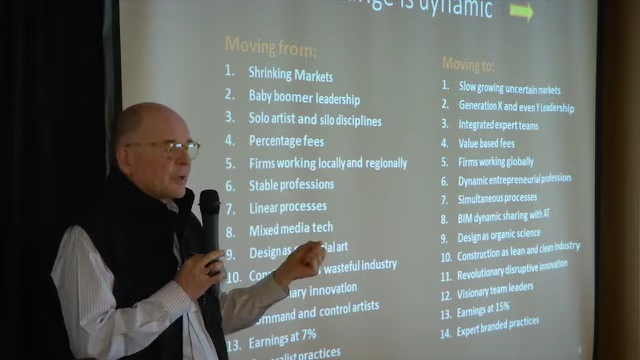 is dynamic
Moving from:
1. Shrinking Markets
2. Baby boomer leadership
3. Solo artist and silo disciplines
4. Percentage fees
5. Firms working locally and regionally
6. Stable professions
7. Linear processes
8. Mixed media tech
9. Design as art
10. wasteful industry
innovation
command and control artists
13. Earnings at 7%
practices
Moving to:
1. Slow growing uncertain markets
2. Generation X and even Y Leadership
3. Integrated expert teams
4. Value based fees
5. Firms working globally
6. Dynamic entrepreneurial profession
7. Simultaneous processes
8. BIM dynamic sharing with AT
9. Design as organic science
10. Construction as lean and clean industry
11. Revolutionary disruptive innovation
12. Visionary team leaders
13. Earnings at 15%
14. Expert branded practices